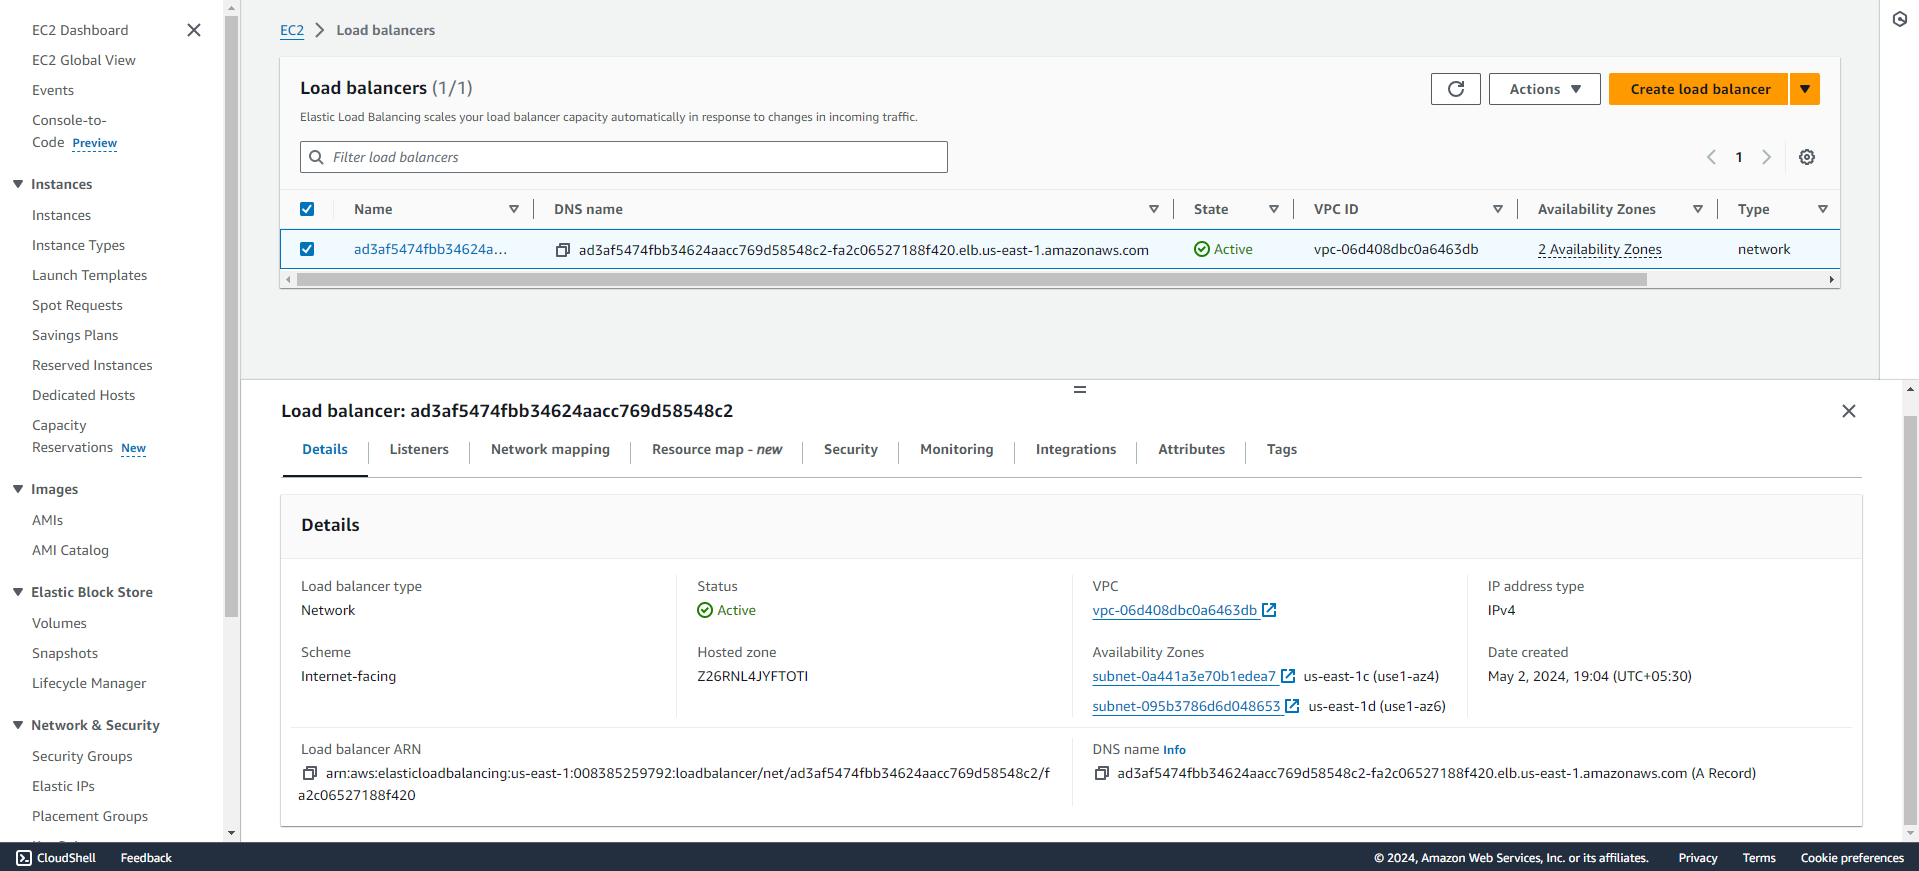 EC2 Dashboard
EC2 Global View
Events
Console-to-
Code Preview
Instances
Instances
Instance Types
Launch Templates
Spot Requests
Savings Plans
Reserved Instances
Dedicated Hosts
Capacity
Reservations New
Images
AMIs
AMI Catalog
Elastic Block Store
Volumes
Snapshots
Lifecycle Manager
Network & Security
Security Groups
Elastic IPs
Placement Groups
EC2 Load balancers
Load balancers (1/1)
Actions
Create load balancer
Elastic Load Balancing scales your load balancer capacity automatically in response to changes in incoming traffic.
Filter load balancers
1
Name DNS name State VPC ID Availability Zones Type
ad3af5474fbb34624a... ad3af5474fbb34624aacc769d58548c2-fa2c06527188f420.elb.us-east-1.amazonaws.com Active vpc-06d408dbc0a6463db 2 Availability Zones network
Load balancer: ad3af5474fbb34624aacc769d58548c2
Details Listeners Network mapping Resource map - new Security Monitoring Integrations Attributes Tags
Details
Load balancer type
Network
Status
Active
VPC
vpc-06d408dbc0a6463db
IP address type
IPv4
Scheme
Internet-facing
Hosted zone
Z26RNL4JYFTOTI
Availability Zones
subnet-0a441a3e70b1edea7 us-east-1c (use1-az4)
subnet-095b3786d6d048653 us-east-1d (use1-az6)
Date created
May 2, 2024, 19:04 (UTC+05:30)
Load balancer ARN
arn:aws:elasticloadbalancing:us-east-1:008385259792:loadbalancer/net/ad3af5474fbb34624aacc769d58548c2/f
a2c06527188f420
DNS name Info
ad3af5474fbb34624aacc769d58548c2-fa2c06527188f420.elb.us-east-1.amazonaws.com (A Record)
CloudShell Feedback © 2024, Amazon Web Services, Inc. or its affiliates. Privacy Terms Cookie preferences